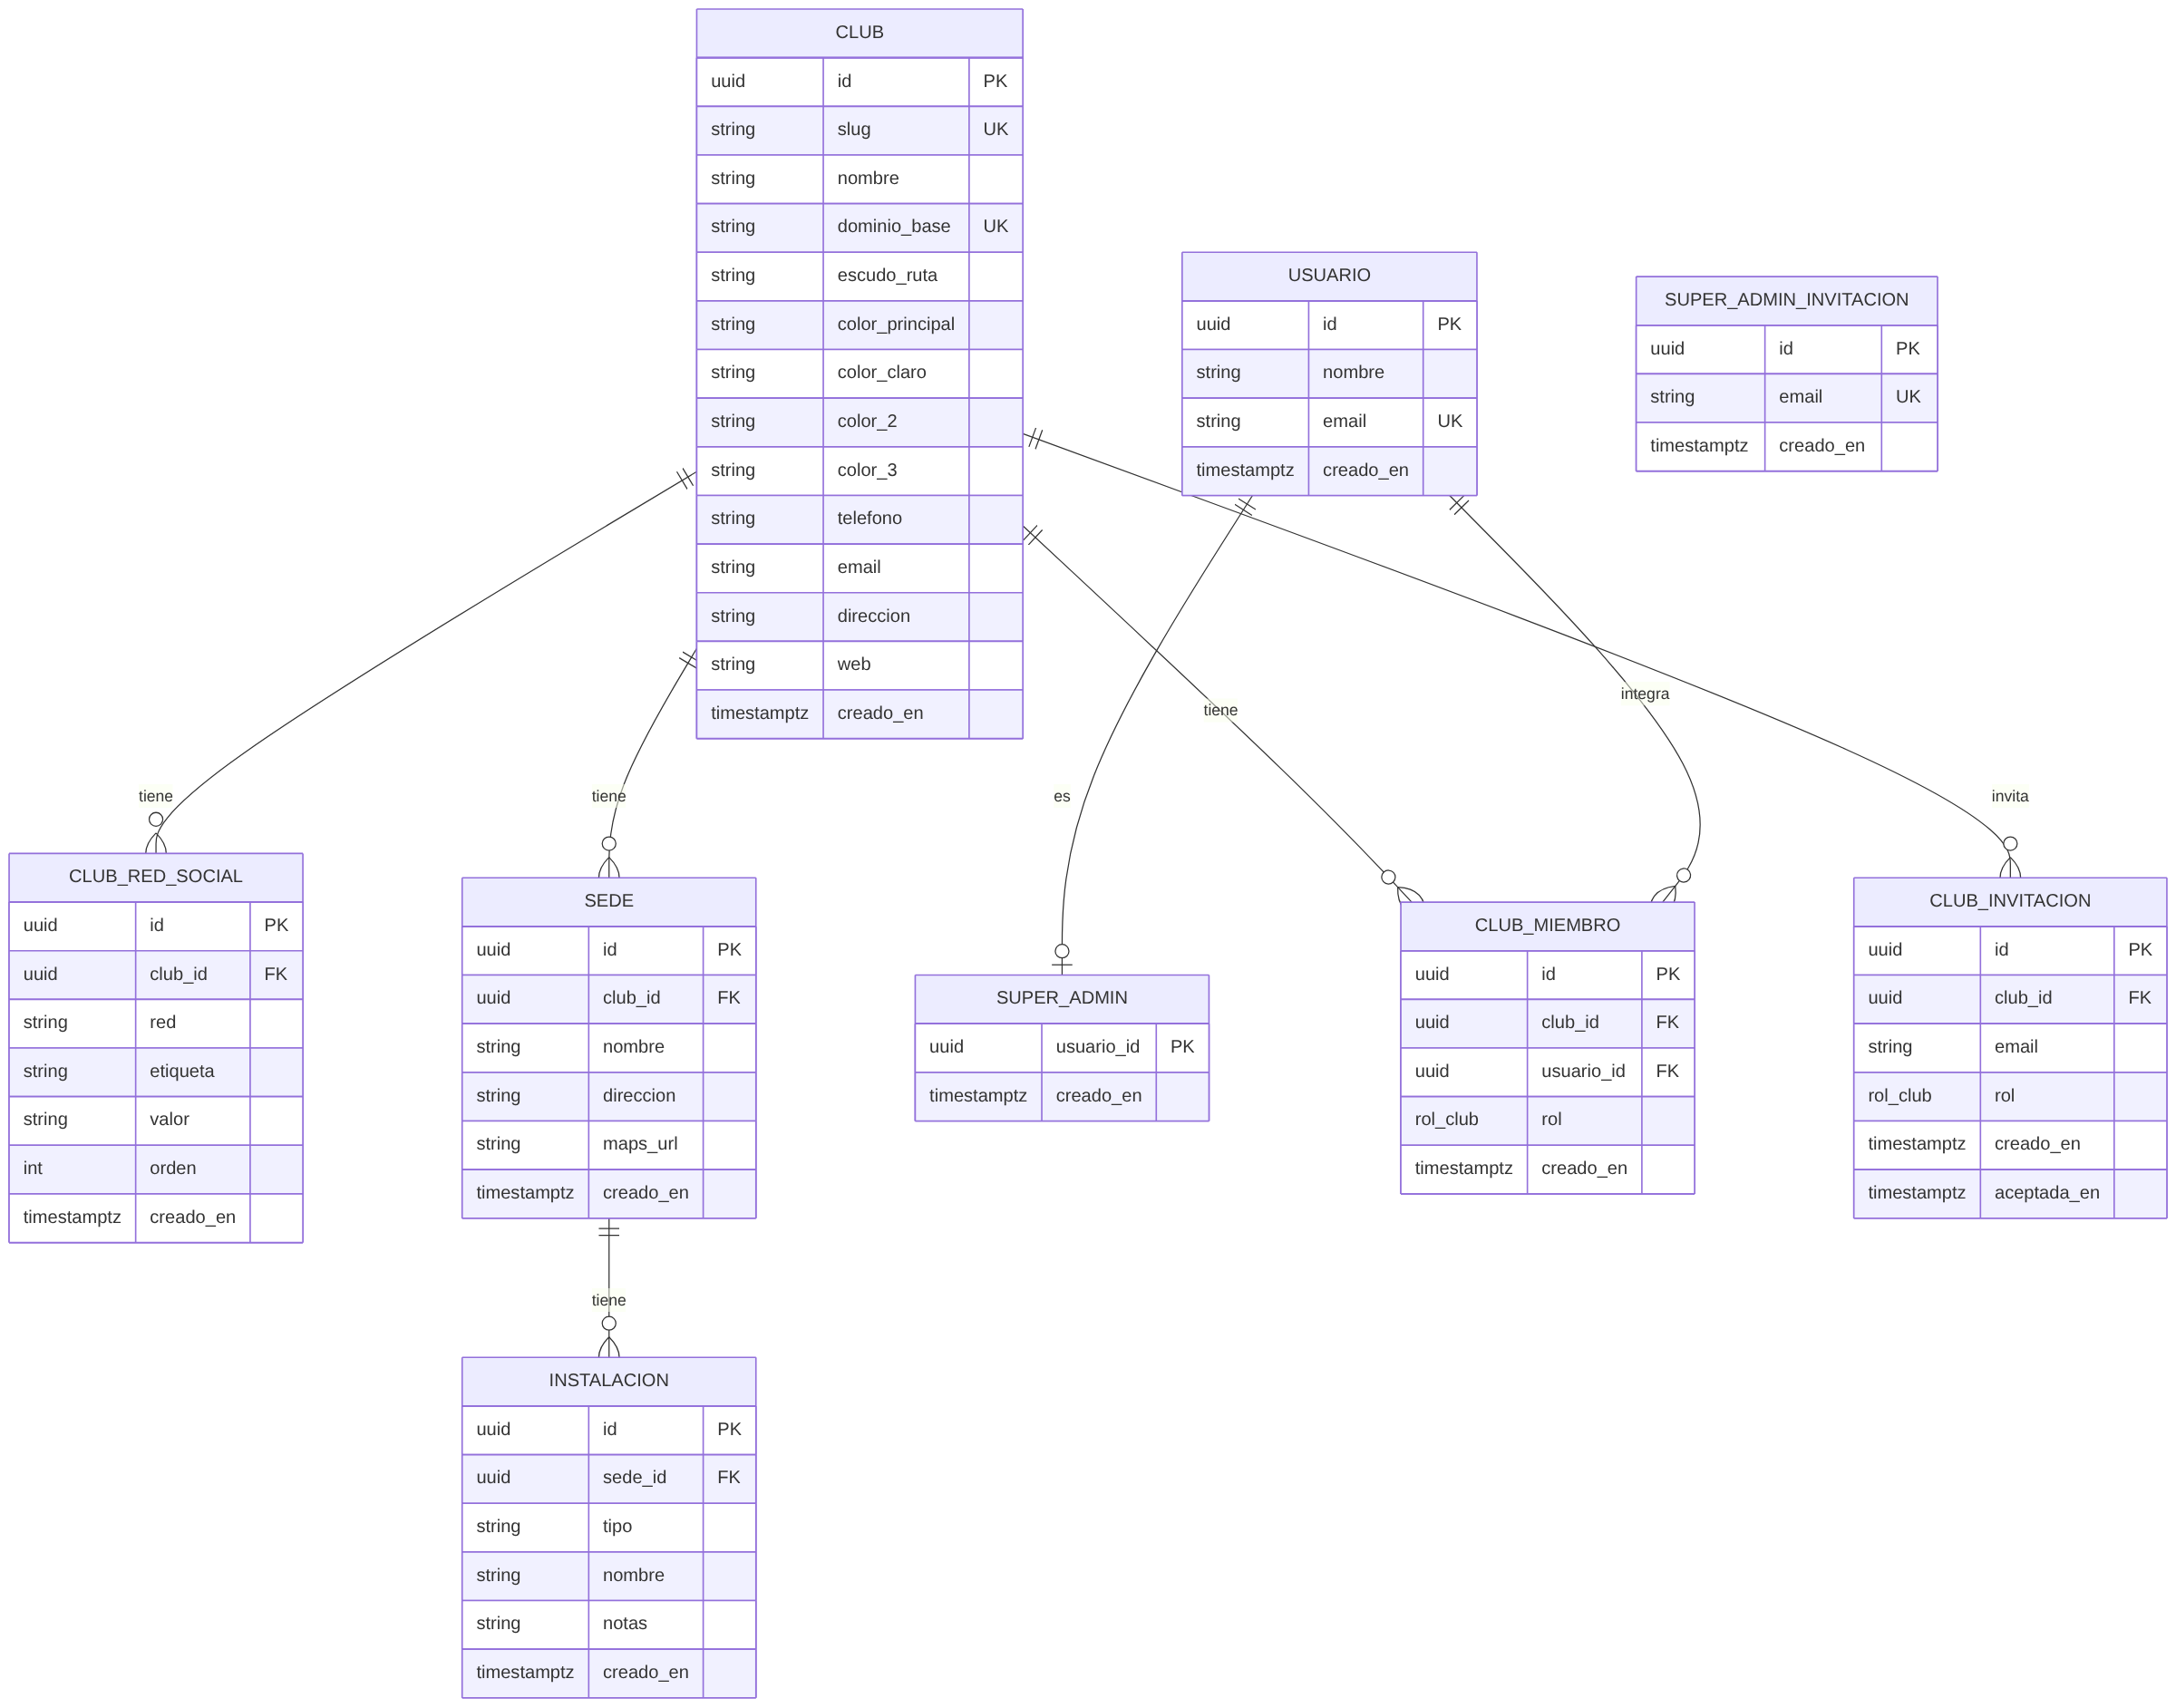 CLUB
uuid id PK
string slug UK
string nombre
string dominio_base UK
string escudo_ruta
string color_principal
string color_claro
string color_2
string color_3
string telefono
string email
string direccion
string web
timestamptz creado_en
USUARIO
uuid id PK
string nombre
string email UK
timestamptz creado_en
SUPER_ADMIN_INVITACION
uuid id PK
string email UK
timestamptz creado_en
tiene
tiene
es
tiene
integra
invita
CLUB_RED_SOCIAL
uuid id PK
uuid club_id FK
string red
string etiqueta
string valor
int orden
timestamptz creado_en
SEDE
uuid id PK
uuid club_id FK
string nombre
string direccion
string maps_url
timestamptz creado_en
SUPER_ADMIN
uuid usuario_id PK
timestamptz creado_en
CLUB_MIEMBRO
uuid id PK
uuid club_id FK
uuid usuario_id FK
rol_club rol
timestamptz creado_en
CLUB_INVITACION
uuid id PK
uuid club_id FK
string email
rol_club rol
timestamptz creado_en
timestamptz aceptada_en
tiene
INSTALACION
uuid id PK
uuid sede_id FK
string tipo
string nombre
string notas
timestamptz creado_en